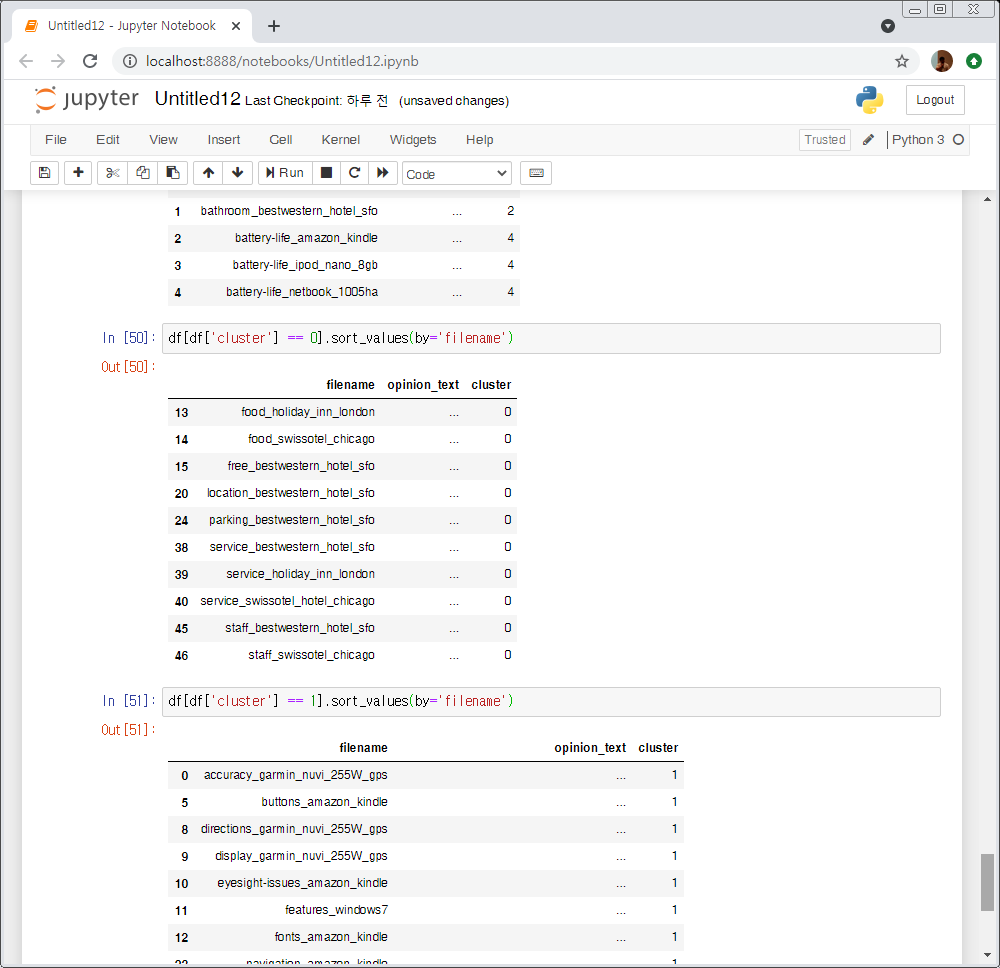 Untitled12 - Jupyter Notebook
localhost:8888/notebooks/Untitled12.ipynb
jupyter Untitled12 Last Checkpoint: 하루 전 (unsaved changes) Logout
File Edit View Insert Cell Kernel Widgets Help Trusted Python 3
Run Code
1 bathroom_bestwestern_hotel_sfo ... 2
2 battery-life_amazon_kindle ... 4
3 battery-life_ipod_nano_8gb ... 4
4 battery-life_netbook_1005ha ... 4
In [50]: df[df['cluster'] == 0].sort_values(by='filename')
Out[50]:
filename opinion_text cluster
13 food_holiday_inn_london ... 0
14 food_swissotel_chicago ... 0
15 free_bestwestern_hotel_sfo ... 0
20 location_bestwestern_hotel_sfo ... 0
24 parking_bestwestern_hotel_sfo ... 0
38 service_bestwestern_hotel_sfo ... 0
39 service_holiday_inn_london ... 0
40 service_swissotel_hotel_chicago ... 0
45 staff_bestwestern_hotel_sfo ... 0
46 staff_swissotel_chicago ... 0
In [51]: df[df['cluster'] == 1].sort_values(by='filename')
Out[51]:
filename opinion_text cluster
0 accuracy_garmin_nuvi_255W_gps ... 1
5 buttons_amazon_kindle ... 1
8 directions_garmin_nuvi_255W_gps ... 1
9 display_garmin_nuvi_255W_gps ... 1
10 eyesight-issues_amazon_kindle ... 1
11 features_windows7 ... 1
12 fonts_amazon_kindle ... 1
navigation_amazon_kindle ... 1